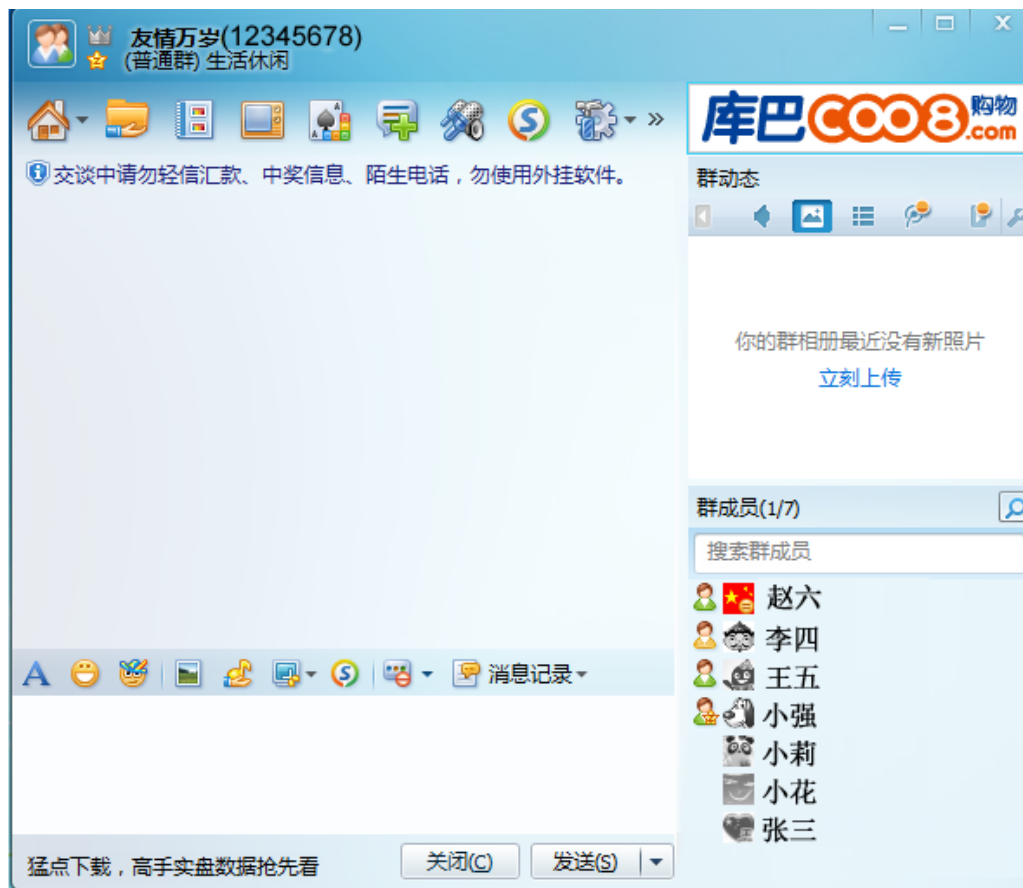 友情万岁(12345678)
(普通群) 生活休闲
交谈中请勿轻信汇款、中奖信息、陌生电话，勿使用外挂软件。
消息记录
猛点下载，高手实盘数据抢先看
关闭(C)
发送(S)
库巴COO8购物.com
群动态
你的群相册最近没有新照片
立刻上传
群成员(1/7)
搜索群成员
赵六
李四
王五
小强
小莉
小花
张三